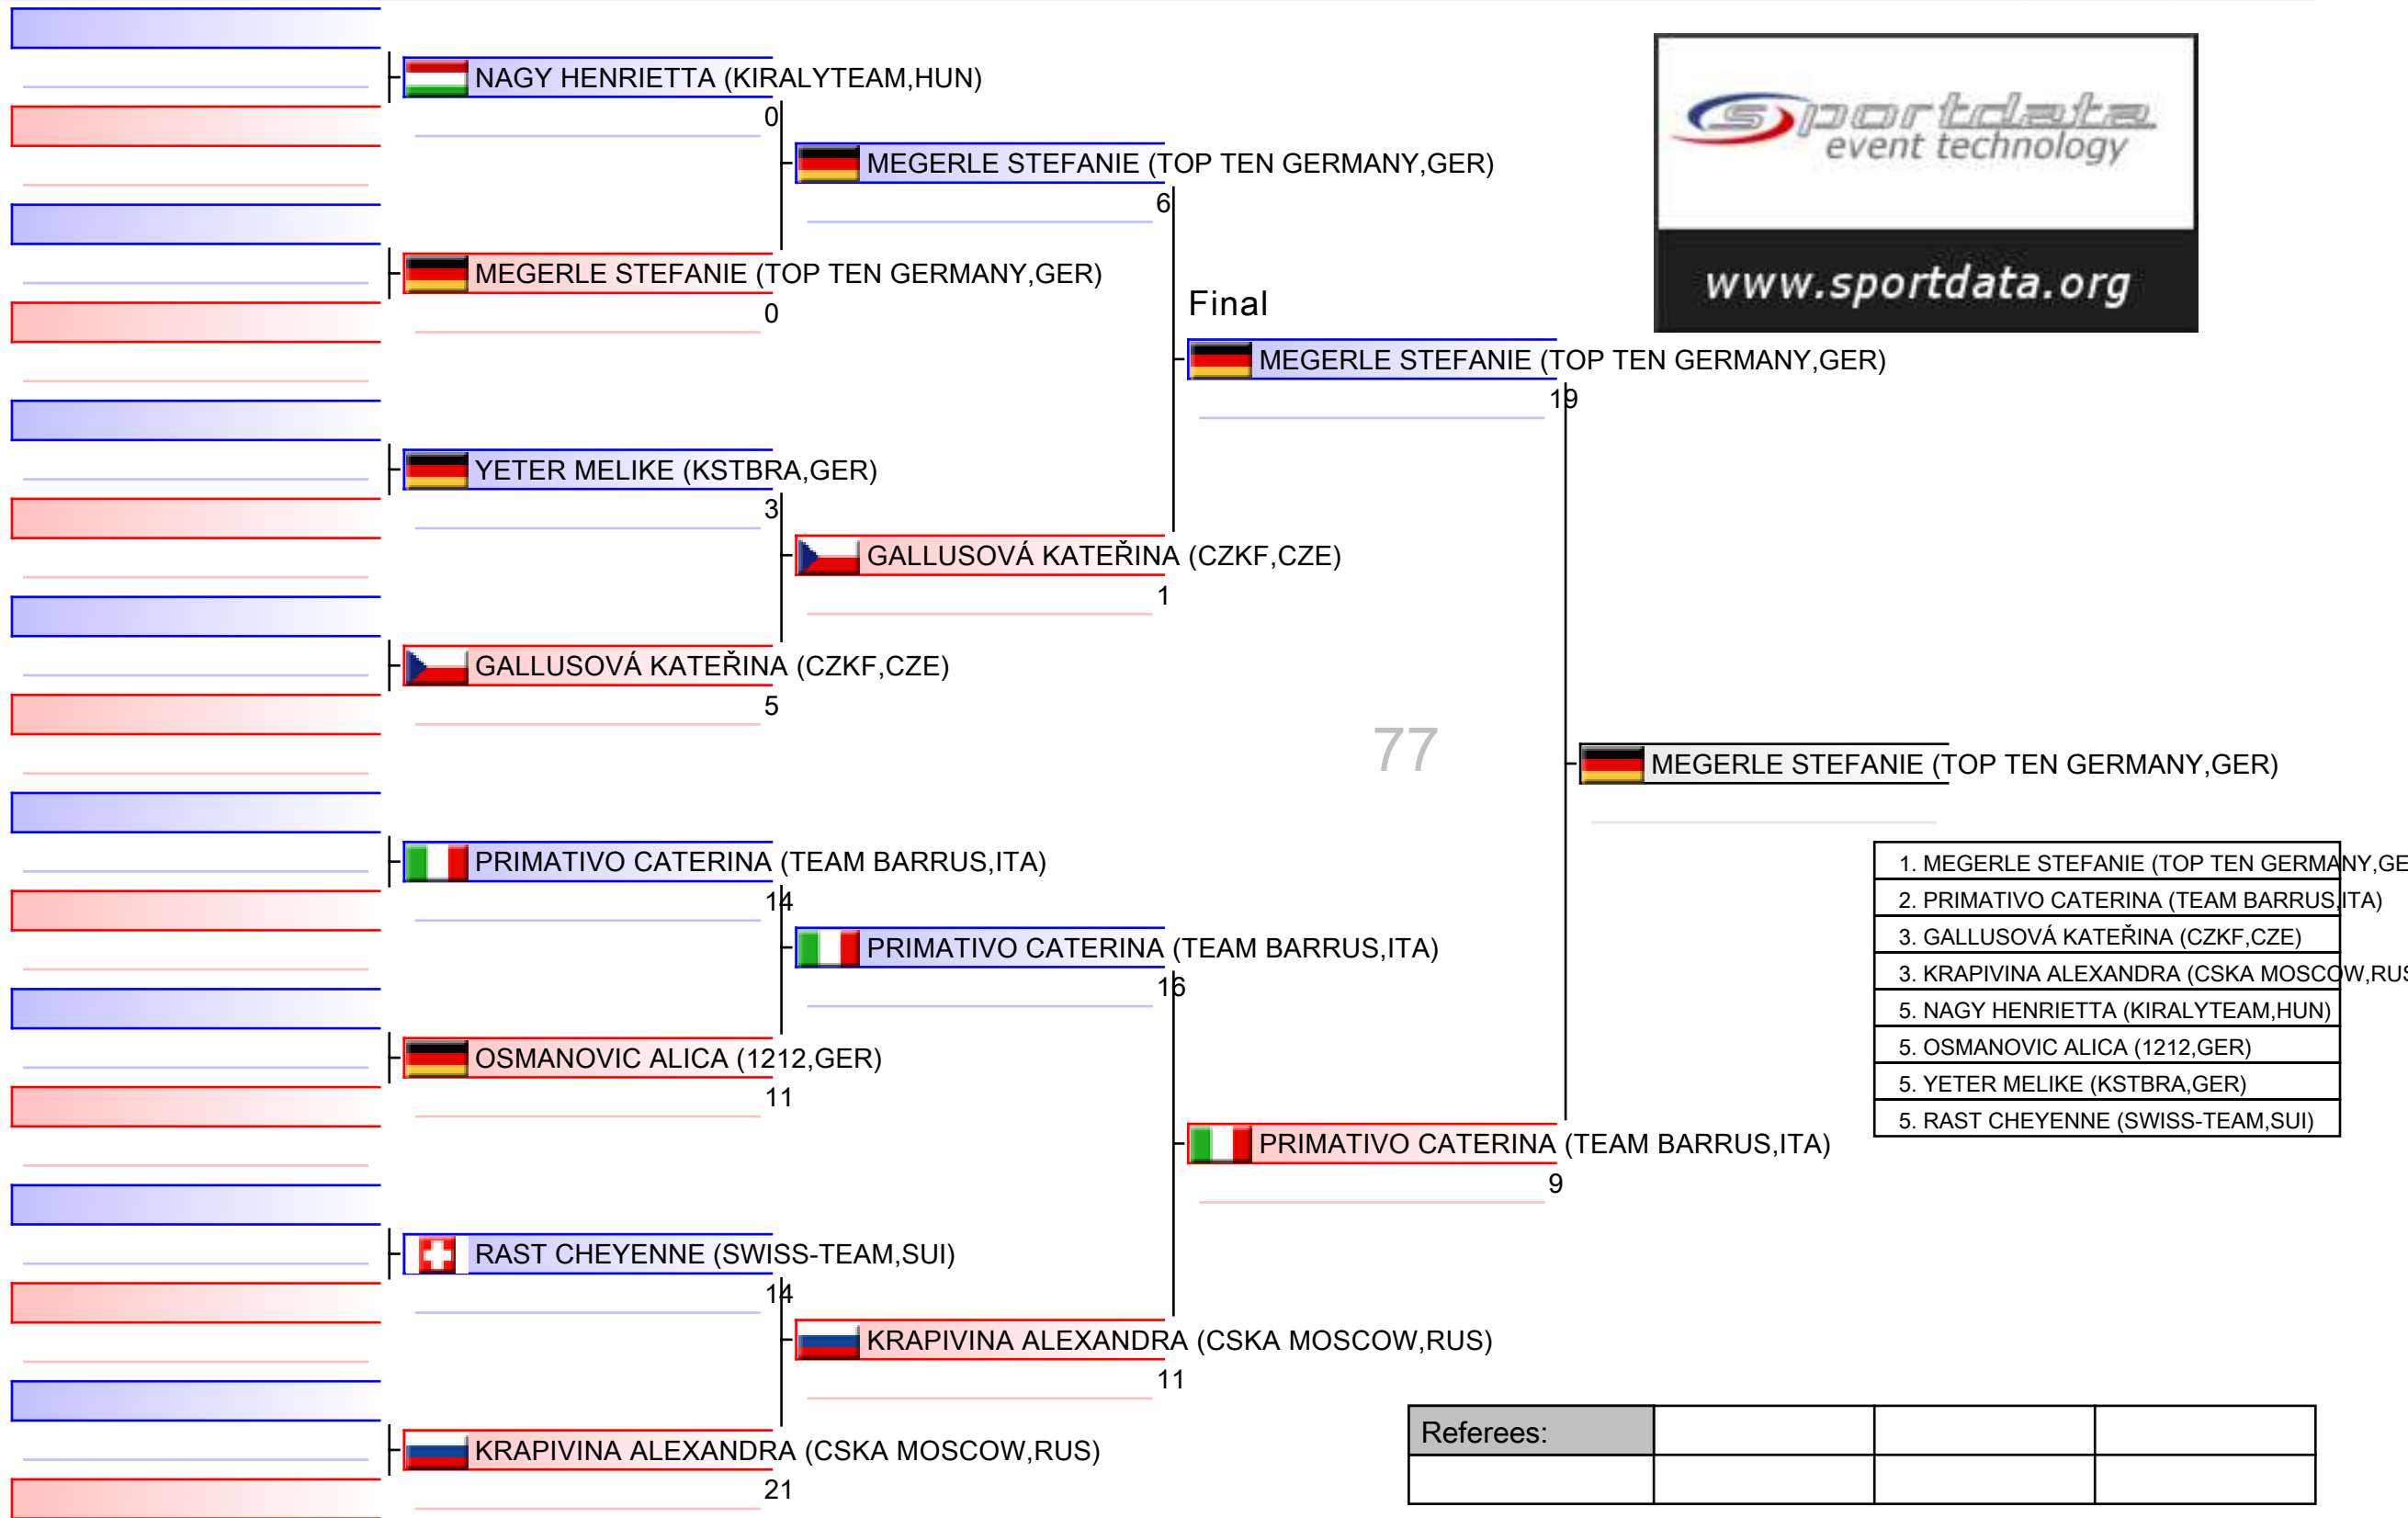 NAGY HENRIETTA (KIRALYTEAM,HUN)
0
MEGERLE STEFANIE (TOP TEN GERMANY,GER)
6
MEGERLE STEFANIE (TOP TEN GERMANY,GER)
0
sportdata
event technology
www.sportdata.org
Final
MEGERLE STEFANIE (TOP TEN GERMANY,GER)
19
YETER MELIKE (KSTBRA,GER)
3
GALLUSOVÁ KATEŘINA (CZKF,CZE)
1
GALLUSOVÁ KATEŘINA (CZKF,CZE)
5
77
MEGERLE STEFANIE (TOP TEN GERMANY,GER)
PRIMATIVO CATERINA (TEAM BARRUS,ITA)
14
PRIMATIVO CATERINA (TEAM BARRUS,ITA)
16
OSMANOVIC ALICA (1212,GER)
11
PRIMATIVO CATERINA (TEAM BARRUS,ITA)
9
1. MEGERLE STEFANIE (TOP TEN GERMANY,GE
2. PRIMATIVO CATERINA (TEAM BARRUS,ITA)
3. GALLUSOVÁ KATEŘINA (CZKF,CZE)
3. KRAPIVINA ALEXANDRA (CSKA MOSCOW,RUS
5. NAGY HENRIETTA (KIRALYTEAM,HUN)
5. OSMANOVIC ALICA (1212,GER)
5. YETER MELIKE (KSTBRA,GER)
5. RAST CHEYENNE (SWISS-TEAM,SUI)
RAST CHEYENNE (SWISS-TEAM,SUI)
14
KRAPIVINA ALEXANDRA (CSKA MOSCOW,RUS)
11
KRAPIVINA ALEXANDRA (CSKA MOSCOW,RUS)
21
Referees: